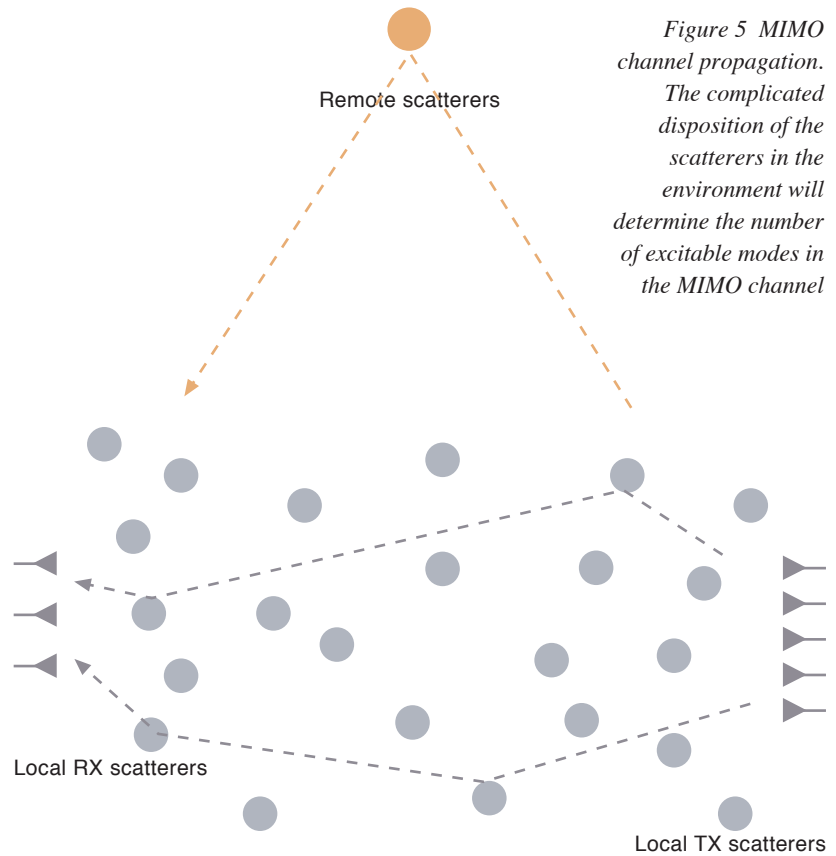 Figure 5 MIMO
channel propagation.
The complicated
disposition of the
scatterers in the
environment will
determine the number
of excitable modes in
the MIMO channel
Remote scatterers
Local RX scatterers
Local TX scatterers